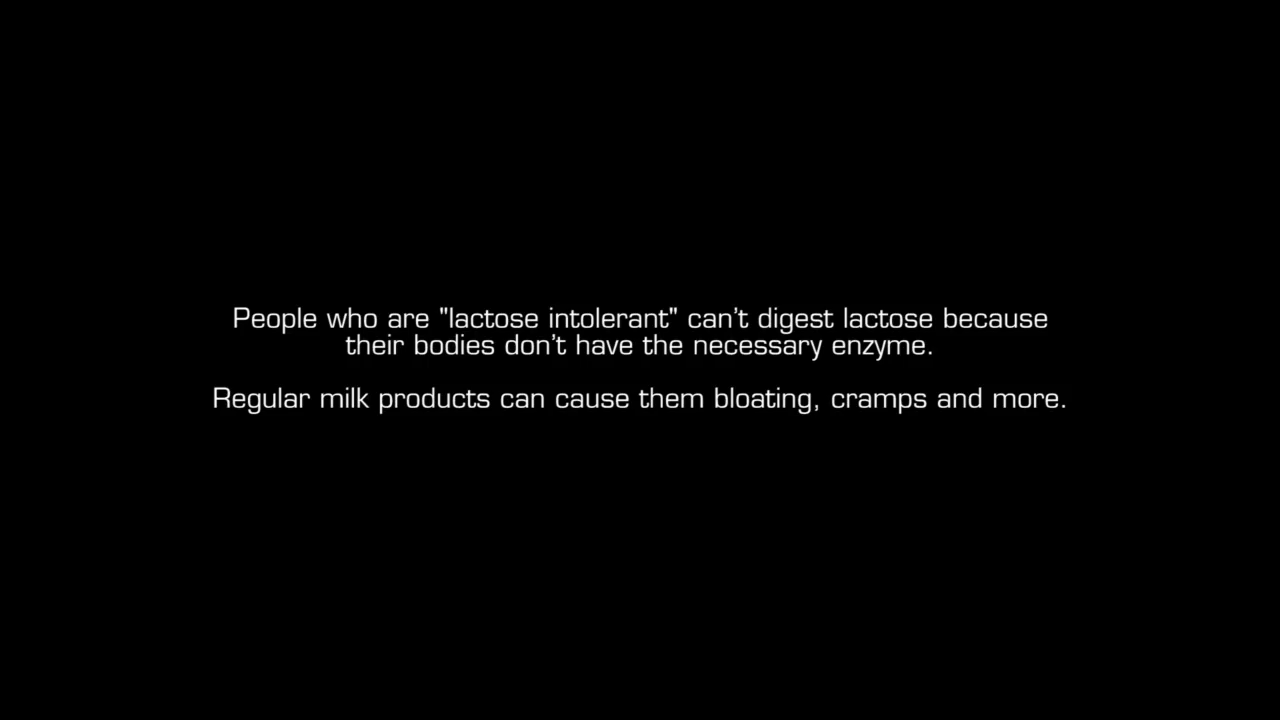 People who are "lactose intolerant" can’t digest lactose because
their bodies don’t have the necessary enzyme.
Regular milk products can cause them bloating, cramps and more.